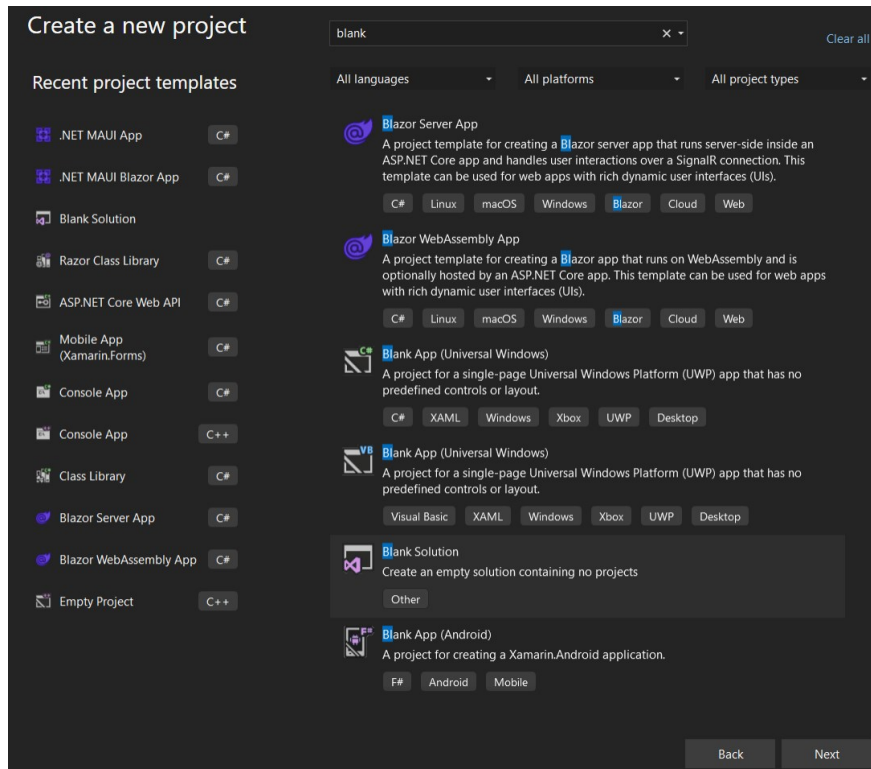 Create a new project
blank
Clear all
Recent project templates
All languages
All platforms
All project types
.NET MAUI App
C#
.NET MAUI Blazor App
C#
Blank Solution
Razor Class Library
C#
ASP.NET Core Web API
C#
Mobile App
(Xamarin.Forms)
C#
Console App
C#
Console App
C++
Class Library
C#
Blazor Server App
C#
Blazor WebAssembly App
C#
Empty Project
C++
Blazor Server App
A project template for creating a Blazor server app that runs server-side inside an
ASP.NET Core app and handles user interactions over a SignalR connection. This
template can be used for web apps with rich dynamic user interfaces (UIs).
C# Linux macOS Windows Blazor Cloud Web
Blazor WebAssembly App
A project template for creating a Blazor app that runs on WebAssembly and is
optionally hosted by an ASP.NET Core app. This template can be used for web apps
with rich dynamic user interfaces (UIs).
C# Linux macOS Windows Blazor Cloud Web
C#
Blank App (Universal Windows)
A project for a single-page Universal Windows Platform (UWP) app that has no
predefined controls or layout.
C# XAML Windows Xbox UWP Desktop
VB
Blank App (Universal Windows)
A project for a single-page Universal Windows Platform (UWP) app that has no
predefined controls or layout.
Visual Basic XAML Windows Xbox UWP Desktop
Blank Solution
Create an empty solution containing no projects
Other
F#
Blank App (Android)
A project for creating a Xamarin.Android application.
F# Android Mobile
Back
Next